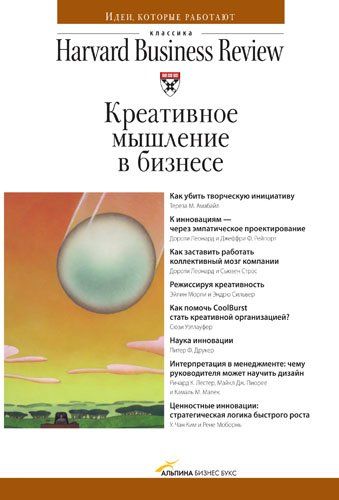 Идеи, которые работают
классика
Harvard Business Review
Креативное
мышление
в бизнесе
Как убить творческую инициативу
Тереза М. Амабайл
К инновациям —
через эмпатическое проектирование
Дороти Леонард и Джеффри Ф. Рейпорт
Как заставить работать
коллективный мозг компании
Дороти Леонард и Сьюзен Строс
Режиссируя креативность
Эйлин Морли и Эндрю Сильвер
Как помочь CoolBurst
стать креативной организацией?
Сюзи Уэтлауфер
Наука инновации
Питер Ф. Друкер
Интерпретация в менеджменте: чему
руководителя может научить дизайн
Ричард К. Лестер, Майкл Дж. Пиорее
и Камаль М. Малек
Ценностные инновации:
стратегическая логика быстрого роста
У. Чан Ким и Рене Моборнь
АЛЬПИНА БИЗНЕС БУКС